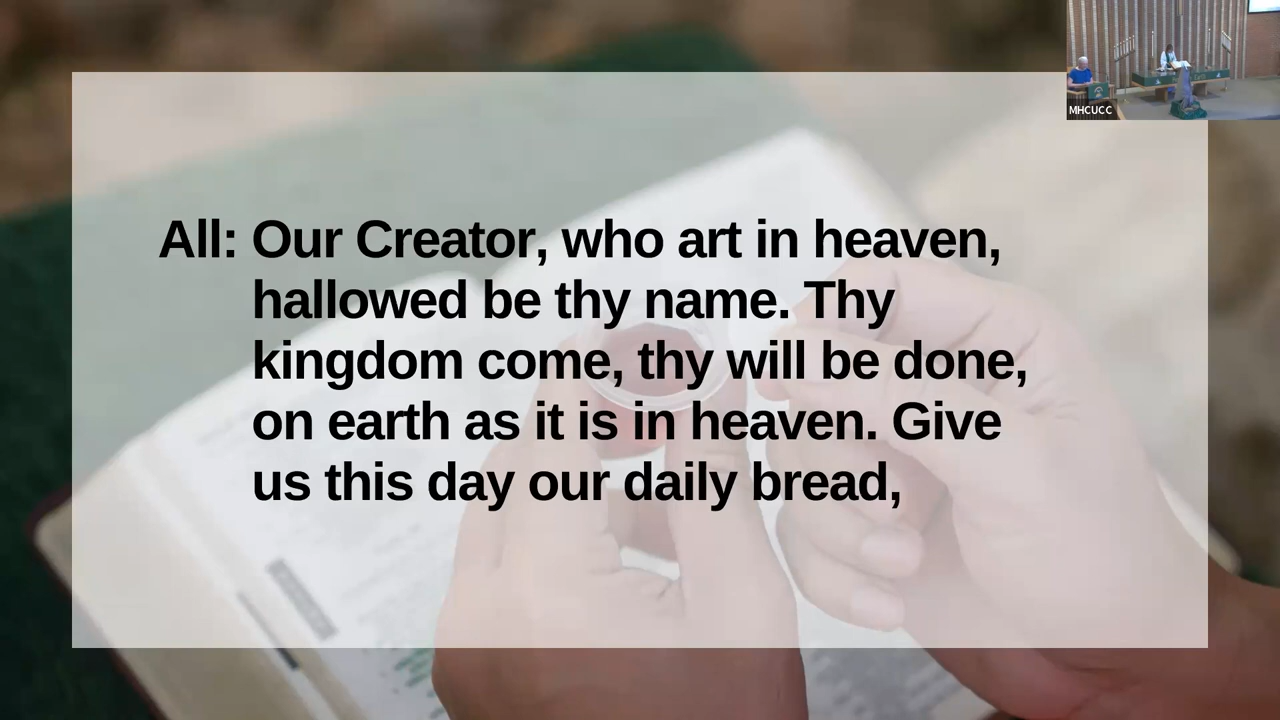 MHCUCC
All: Our Creator, who art in heaven,
hallowed be thy name. Thy
kingdom come, thy will be done,
on earth as it is in heaven. Give
us this day our daily bread,